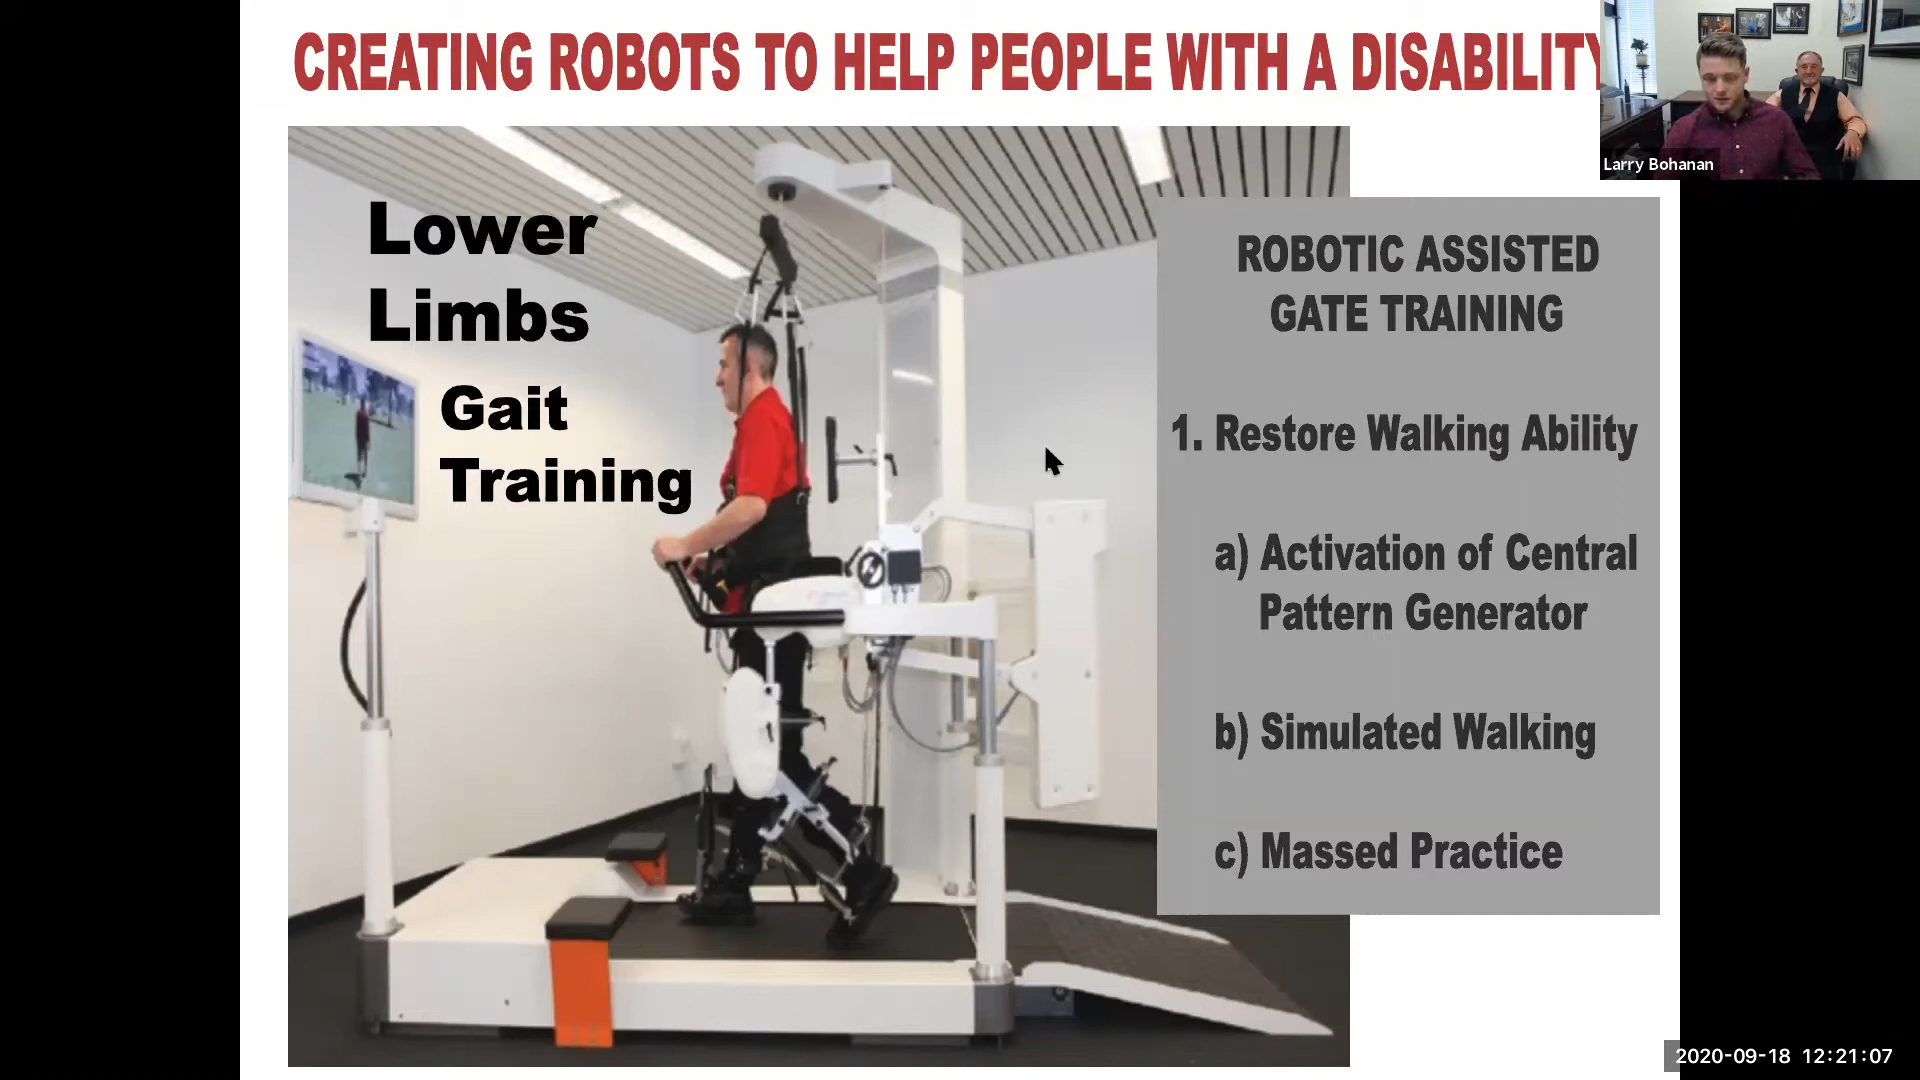 CREATING ROBOTS TO HELP PEOPLE WITH A DISABILITY
Larry Bohanan
Lower
Limbs
Gait
Training
ROBOTIC ASSISTED
GATE TRAINING
1. Restore Walking Ability
a) Activation of Central
Pattern Generator
b) Simulated Walking
c) Massed Practice
2020-09-18 12:21:07